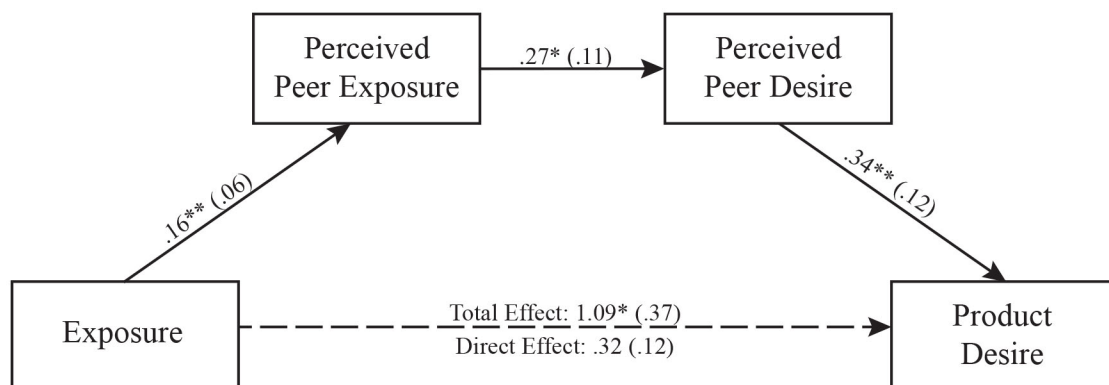 Perceived
Peer Exposure
.27* (.11)
Perceived
Peer Desire
.16** (.06)
.34** (.12)
Exposure
Total Effect: 1.09* (.37)
Direct Effect: .32 (.12)
Product
Desire